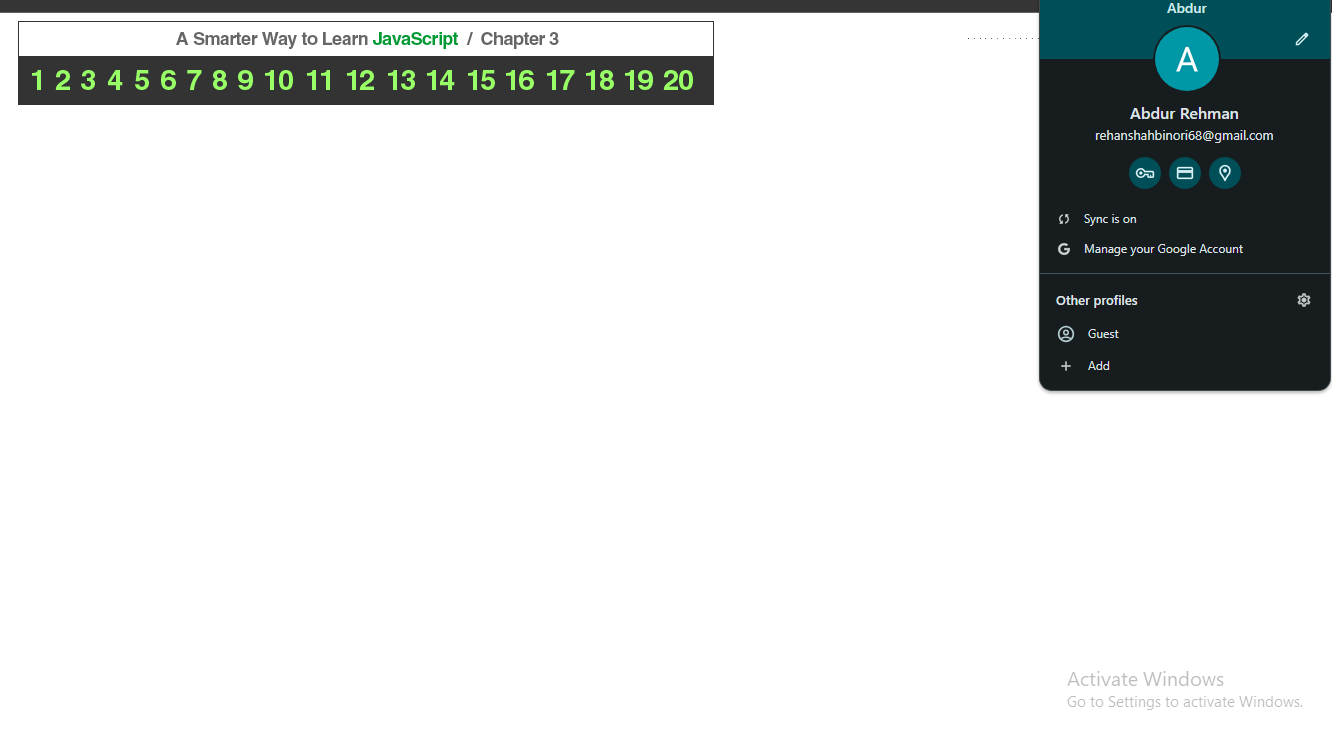 A Smarter Way to Learn JavaScript / Chapter 3
1 2 3 4 5 6 7 8 9 10 11 12 13 14 15 16 17 18 19 20
Abdur
A
Abdur Rehman
rehanshahbinori68@gmail.com
Sync is on
G Manage your Google Account
Other profiles
Guest
+ Add
Activate Windows
Go to Settings to activate Windows.